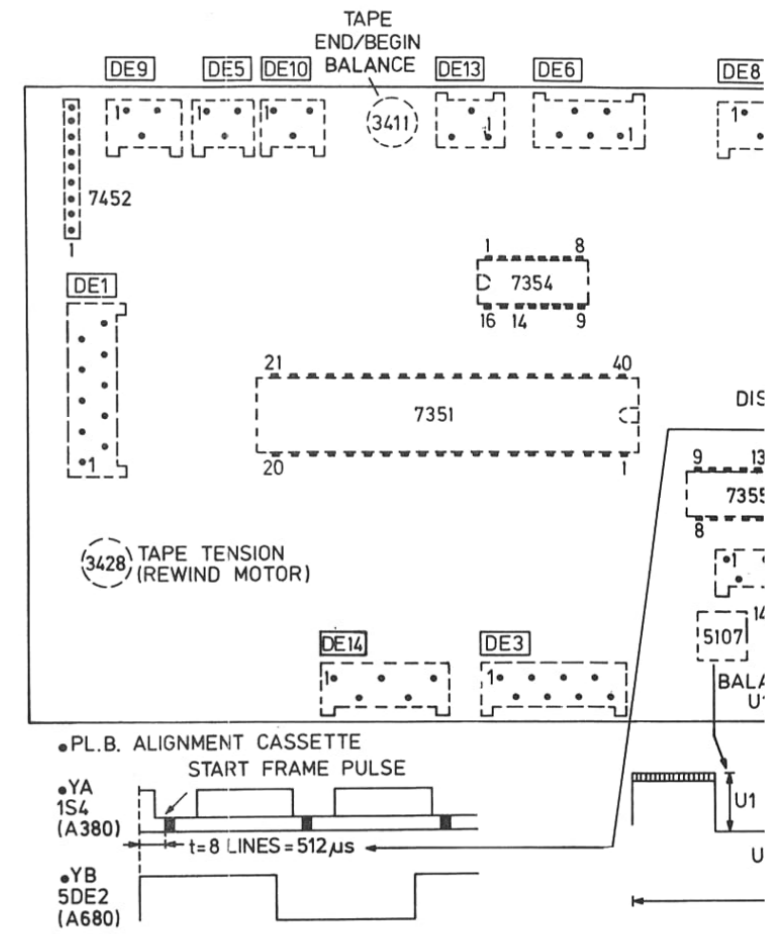 TAPE
END/BEGIN
BALANCE
DE9
DE5
DE10
DE13
DE6
DE8
1
1
1
3411
1
1
1
7452
1
1
8
7354
16
14
9
DE1
1
21
40
7351
20
1
DIS
9
13
7355
8
1
14
3428
TAPE TENSION
(REWIND MOTOR)
5107
DE14
DE3
1
1
BALA
U1
•PL.B. ALIGNMENT CASSETTE
START FRAME PULSE
•YA
1S4
(A380)
t=8 LINES=512µs
U1
U
•YB
5DE2
(A680)